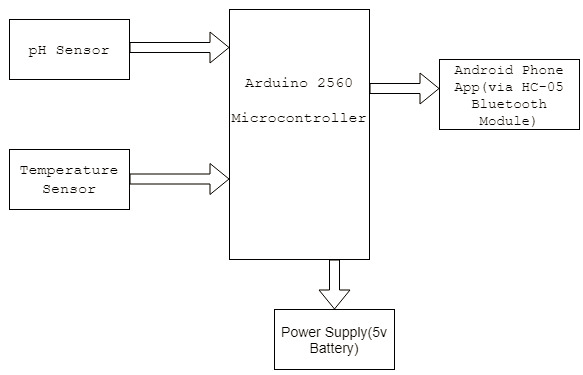 pH Sensor
Arduino 2560
Microcontroller
Android Phone
App(via HC-05
Bluetooth
Module)
Temperature
Sensor
Power Supply(5v
Battery)